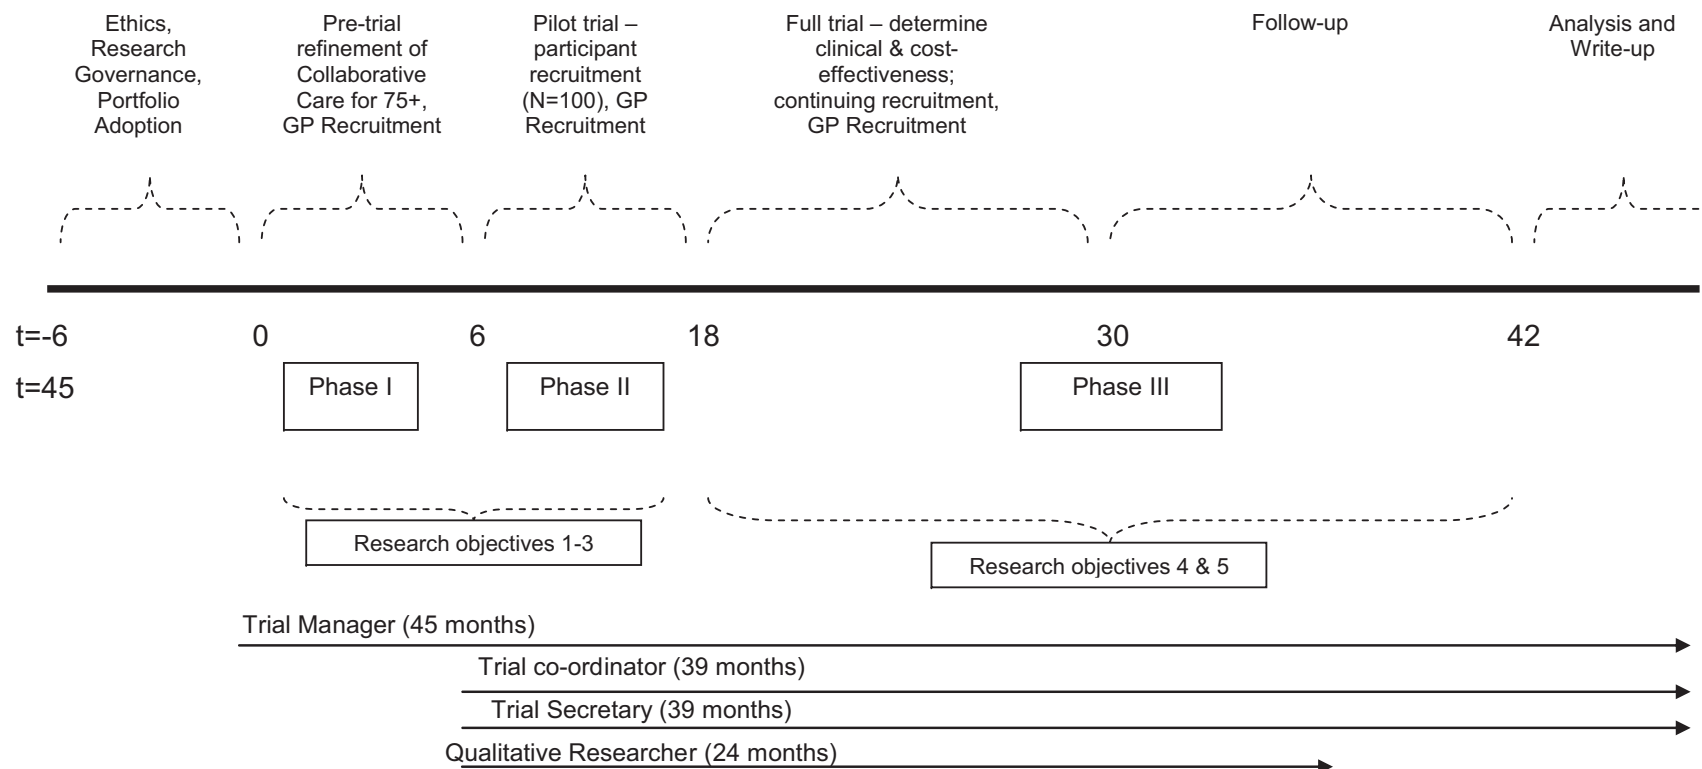 Ethics,
Research
Governance,
Portfolio
Adoption
Pre-trial
refinement of
Collaborative
Care for 75+,
GP Recruitment
Pilot trial –
participant
recruitment
(N=100), GP
Recruitment
Full trial – determine
clinical & cost-
effectiveness;
continuing recruitment,
GP Recruitment
Follow-up
Analysis and
Write-up
t=-6 0 6 18 30 42
t=45
Phase I
Phase II
Phase III
Research objectives 1-3
Research objectives 4 & 5
Trial Manager (45 months)
Trial co-ordinator (39 months)
Trial Secretary (39 months)
Qualitative Researcher (24 months)